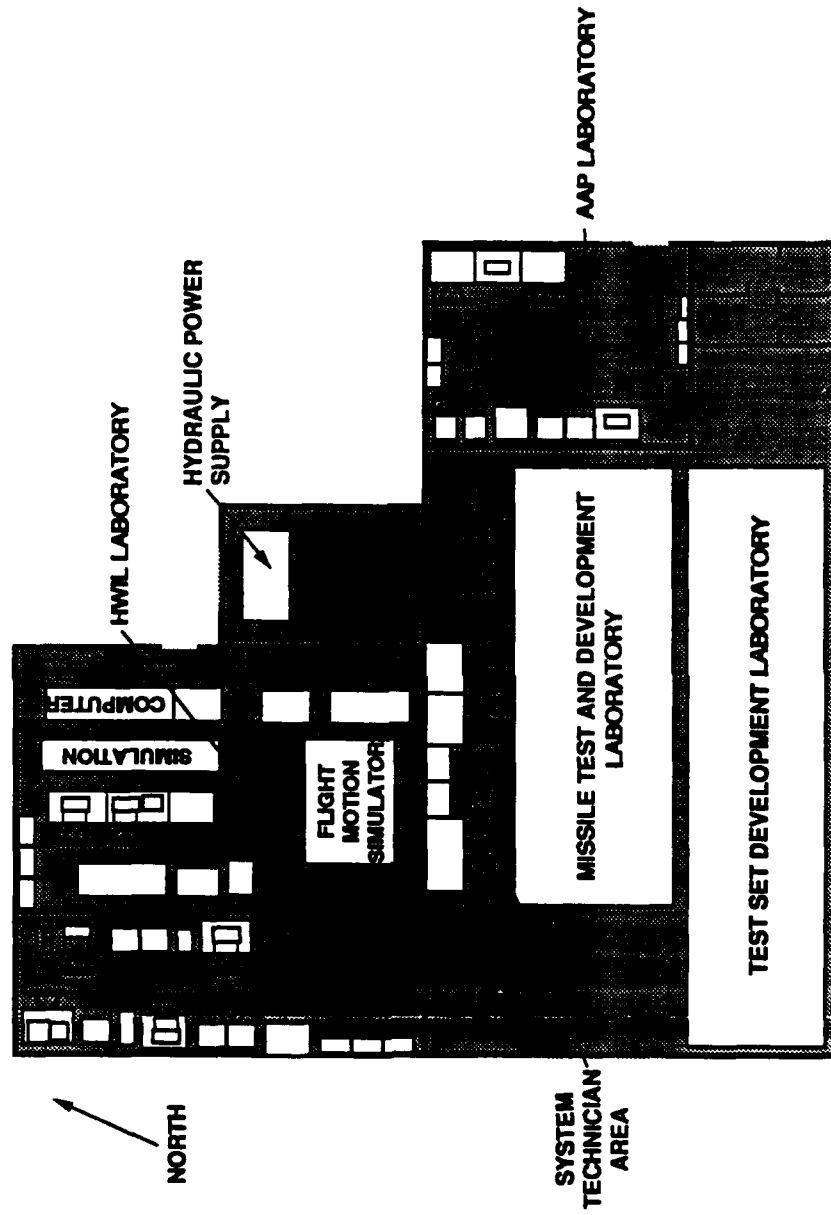 NORTH
HWIL LABORATORY
HYDRAULIC POWER
SUPPLY
AAP LABORATORY
COMPUTER
SIMULATION
FLIGHT
MOTION
SIMULATOR
MISSILE TEST AND DEVELOPMENT
LABORATORY
TEST SET DEVELOPMENT LABORATORY
SYSTEM
TECHNICIAN
AREA